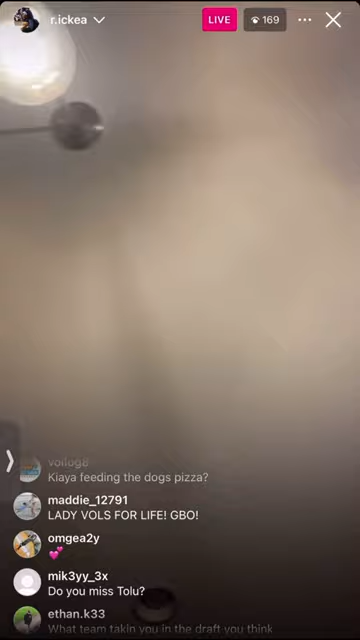 r.ickea
LIVE
169
voilog8
Kiaya feeding the dogs pizza?
maddie_12791
LADY VOLS FOR LIFE! GBO!
omgea2y
💕
mik3yy_3x
Do you miss Tolu?
ethan.k33
What team takin you in the draft you think